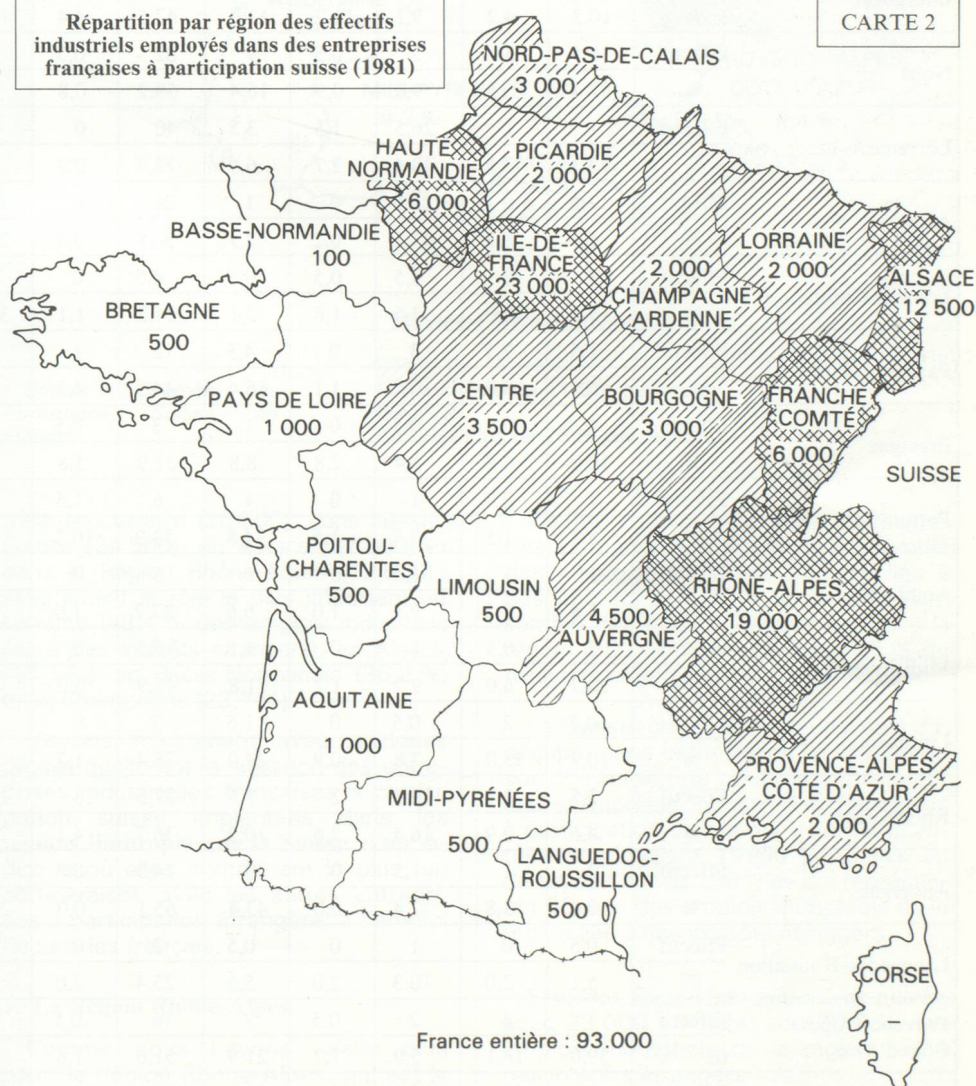 Répartition par région des effectifs
industriels employés dans des entreprises
françaises à participation suisse (1981)
CARTE 2
NORD-PAS-DE-CALAIS
3 000
HAUTE
NORMANDIE
6 000
PICARDIE
2 000
BASSE-NORMANDIE
100
ILE-DE-
FRANCE
23 000
2 000
CHAMPAGNE
ARDENNE
LORRAINE
2 000
ALSACE
12 500
BRETAGNE
500
PAYS DE LOIRE
1 000
CENTRE
3 500
BOURGOGNE
3 000
FRANCHE
COMTÉ
6 000
SUISSE
POITOU-
CHARENTES
500
LIMOUSIN
500
4 500
AUVERGNE
RHÔNE-ALPES
19 000
AQUITAINE
1 000
MIDI-PYRÉNÉES
500
LANGUEDOC-
ROUSSILLON
500
PROVENCE-ALPES
CÔTE D'AZUR
2 000
CORSE
–
France entière : 93.000